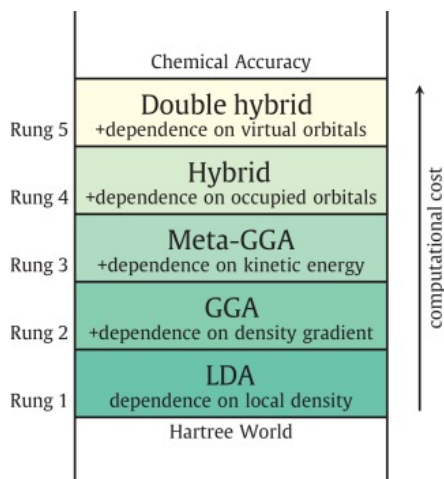 Chemical Accuracy
Double hybrid
Rung 5
+dependence on virtual orbitals
Hybrid
Rung 4
+dependence on occupied orbitals
Meta-GGA
Rung 3
+dependence on kinetic energy
GGA
Rung 2
+dependence on density gradient
LDA
Rung 1
dependence on local density
Hartree World
computational cost